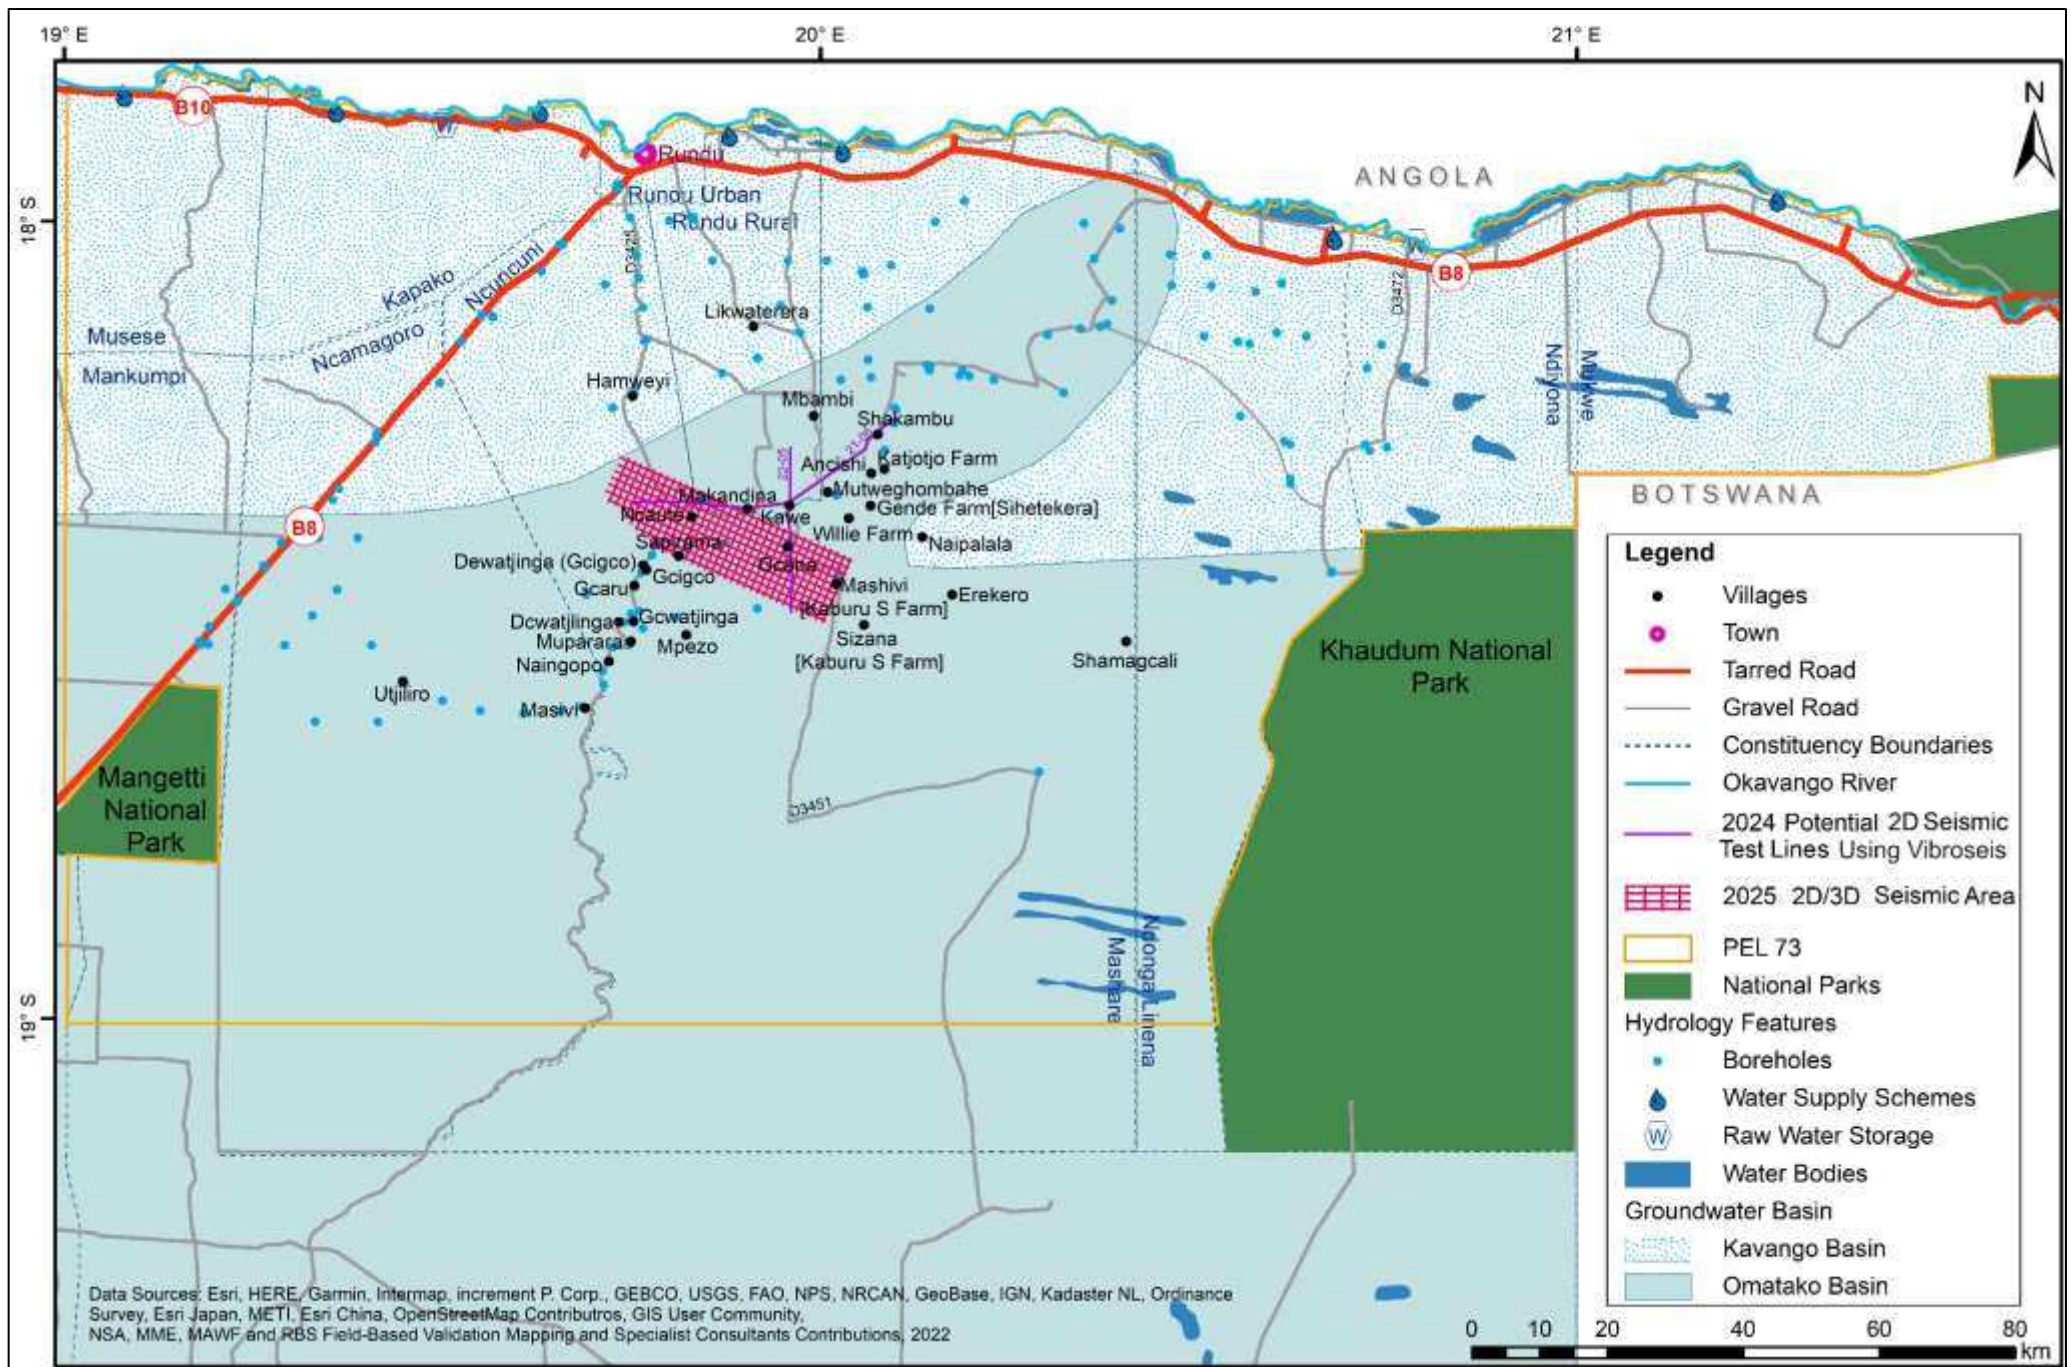 19° E
20° E
21° E
N
B10
Rundu
ANGOLA
18° S
Rundu Urban
Rundu Rural
D3425
Kapako
Ncuncuni
B8
D3472
Musese
Ncamagoro
Likwaterera
Mankumpi
Ndiyona
Mukwe
Hamweyi
Mbambi
Shakambu
Ancishi
Katjotjo Farm
Makandina
Mutweghombahe
BOTSWANA
Ncaute
Kawe
Gende Farm[Sihetekera]
B8
Willie Farm
Naipalala
Dewatjinga (Gcigco)
Gcigco
Gcaru
Mashivi
[Kaburu S Farm]
Erekero
Dcwatjlinga
Gcwatjinga
Sizana
[Kaburu S Farm]
Muparara
Mpezo
Shamagcali
Khaudum National
Park
Naingopo
Utjiliro
Masivi
Mangetti
National
Park
D3451
Ndonga Linena
Mashare
19° S
Legend
Villages
Town
Tarred Road
Gravel Road
Constituency Boundaries
Okavango River
2024 Potential 2D Seismic
Test Lines Using Vibroseis
2025 2D/3D Seismic Area
PEL 73
National Parks
Hydrology Features
Boreholes
Water Supply Schemes
W Raw Water Storage
Water Bodies
Groundwater Basin
Kavango Basin
Omatako Basin
Data Sources: Esri, HERE, Garmin, Intermap, increment P. Corp., GEBCO, USGS, FAO, NPS, NRCAN, GeoBase, IGN, Kadaster NL, Ordinance
Survey, Esri Japan, METI, Esri China, OpenStreetMap Contributros, GIS User Community,
NSA, MME, MAWF and RBS Field-Based Validation Mapping and Specialist Consultants Contributions, 2022
0 10 20 40 60 80
km